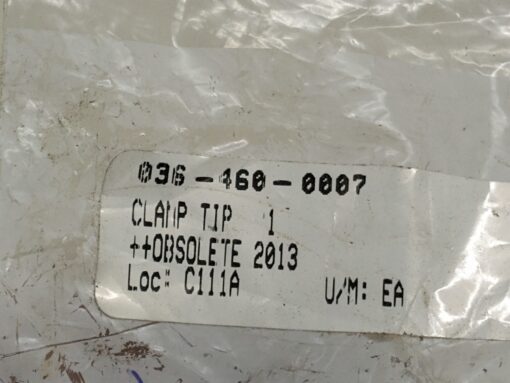 036-460-0007
CLAMP TIP 1
++OBSOLETE 2013
Loc: C111A U/M: EA